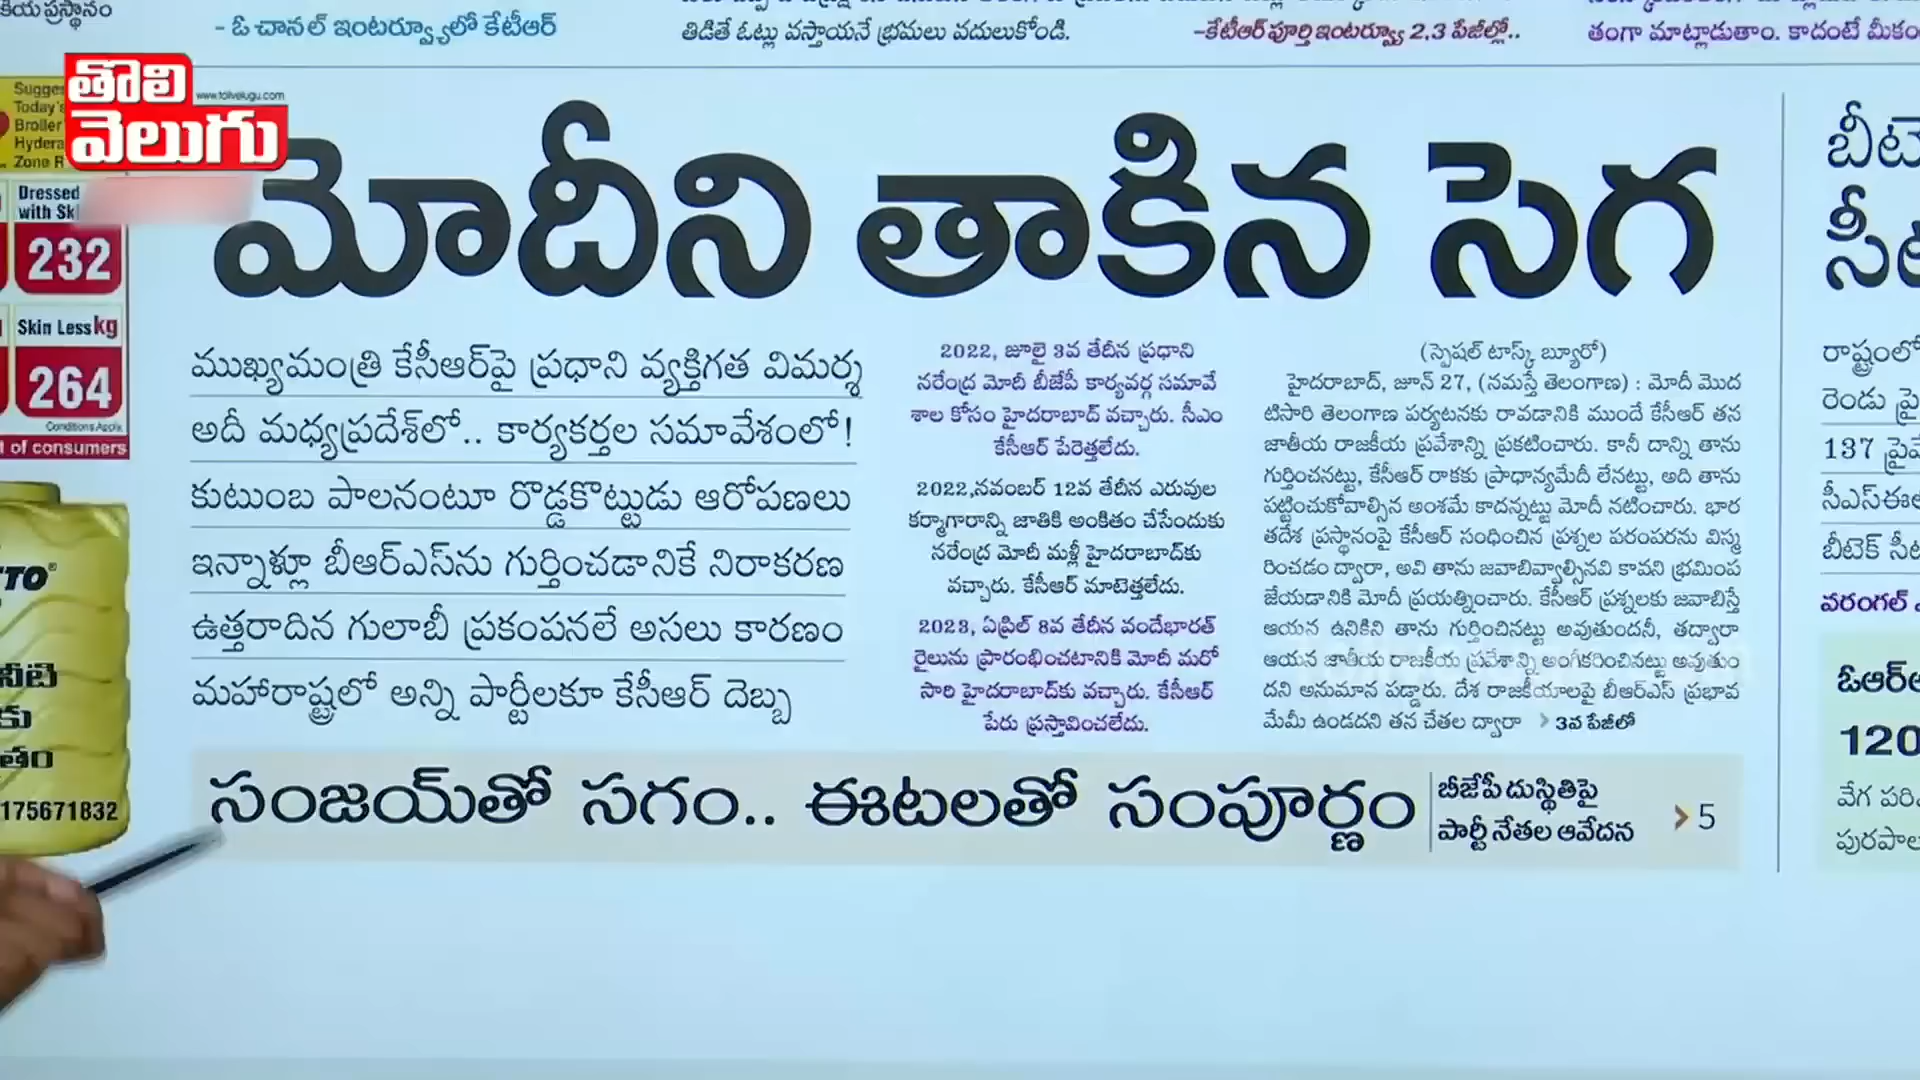 కీయ ప్రస్థానం
- ఓ చానల్ ఇంటర్వ్యూలో కేటీఆర్
తిడితే ఓట్లు వస్తాయనే భ్రమలు వదులుకోండి.
-కేటీఆర్ పూర్తి ఇంటర్వ్యూ 2,3 పేజీల్లో..
తంగా మాట్లాడుతాం. కాదంటే మీకం
తొలి
వెలుగు
www.tolivelugu.com
Today's
Broiler
Zone R
Dressed
with Sk
232
Skin Less kg
264
Conditions Apply.
of consumers
175671832
మోదీని తాకిన సెగ
ముఖ్యమంత్రి కేసీఆర్‌పై ప్రధాని వ్యక్తిగత విమర్శ
అదీ మధ్యప్రదేశ్‌లో.. కార్యకర్తల సమావేశంలో!
కుటుంబ పాలనంటూ రొడ్డకొట్టుడు ఆరోపణలు
ఇన్నాళ్లూ బీఆర్ఎస్‌ను గుర్తించడానికే నిరాకరణ
ఉత్తరాదిన గులాబీ ప్రకంపనలే అసలు కారణం
మహారాష్ట్రలో అన్ని పార్టీలకూ కేసీఆర్ దెబ్బ
2022, జూలై 3వ తేదీన ప్రధాని
నరేంద్ర మోదీ బీజేపీ కార్యవర్గ సమావే
శాల కోసం హైదరాబాద్ వచ్చారు. సీఎం
కేసీఆర్ పేరెత్తలేదు.
2022,నవంబర్ 12వ తేదీన ఎరువుల
కర్మాగారాన్ని జాతికి అంకితం చేసేందుకు
నరేంద్ర మోదీ మళ్లీ హైదరాబాద్‌కు
వచ్చారు. కేసీఆర్ మాటెత్తలేదు.
2023, ఏప్రిల్ 8వ తేదీన వందేభారత్
రైలును ప్రారంభించటానికి మోదీ మరో
సారి హైదరాబాద్‌కు వచ్చారు. కేసీఆర్
పేరు ప్రస్తావించలేదు.
(స్పెషల్ టాస్క్ బ్యూరో)
హైదరాబాద్, జూన్ 27, (నమస్తే తెలంగాణ) : మోదీ మొద
టిసారి తెలంగాణ పర్యటనకు రావడానికి ముందే కేసీఆర్ తన
జాతీయ రాజకీయ ప్రవేశాన్ని ప్రకటించారు. కానీ దాన్ని తాను
గుర్తించనట్టు, కేసీఆర్ రాకకు ప్రాధాన్యమేదీ లేనట్టు, అది తాను
పట్టించుకోవాల్సిన అంశమే కాదన్నట్టు మోదీ నటించారు. భార
తదేశ ప్రస్థానంపై కేసీఆర్ సంధించిన ప్రశ్నల పరంపరను విస్మ
రించడం ద్వారా, అవి తాను జవాబివ్వాల్సినవి కావని భ్రమింప
జేయడానికి మోదీ ప్రయత్నించారు. కేసీఆర్ ప్రశ్నలకు జవాబిస్తే
ఆయన ఉనికిని తాను గుర్తించినట్టు అవుతుందనీ, తద్వారా
ఆయన జాతీయ రాజకీయ ప్రవేశాన్ని అంగీకరించినట్టు అవుతుం
దని అనుమాన పడ్డారు. దేశ రాజకీయాలపై బీఆర్ఎస్ ప్రభావ
మేమీ ఉండదని తన చేతల ద్వారా > 3వ పేజీలో
సంజయ్‌తో సగం.. ఈటలతో సంపూర్ణం
బీజేపీ దుస్థితిపై
పార్టీ నేతల ఆవేదన
> 5
రాష్ట్రంలో
రెండు
137
వరంగల్
120
వేగ పరి